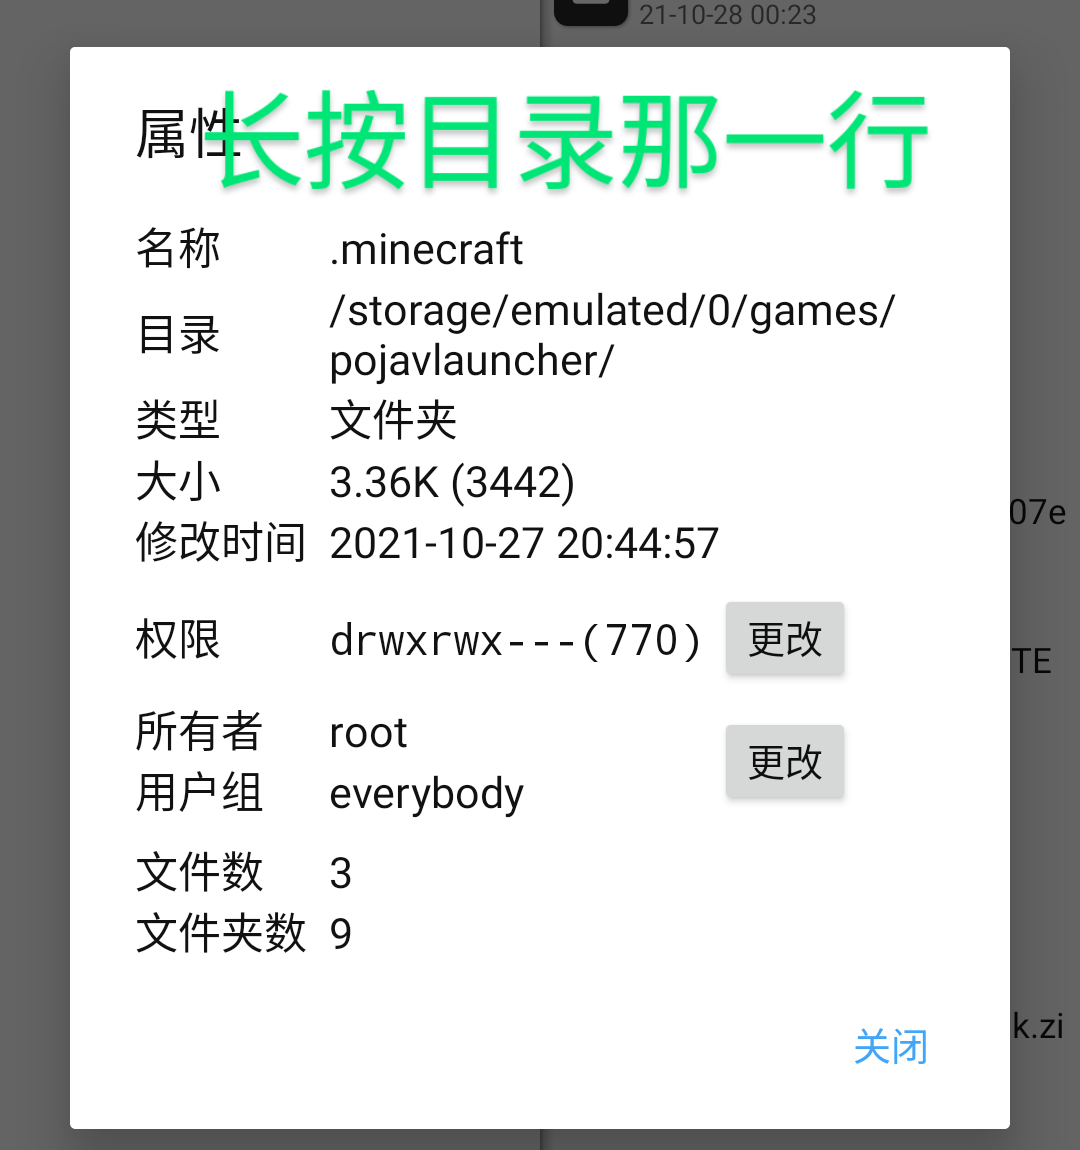 21-10-28 00:23
属性
长按目录那一行
名称 .minecraft
目录 /storage/emulated/0/games/
pojavlauncher/
类型 文件夹
大小 3.36K (3442)
修改时间 2021-10-27 20:44:57
07e
权限 drwxrwx---(770) 更改
TE
所有者 root
更改
用户组 everybody
文件数 3
文件夹数 9
k.zi
关闭